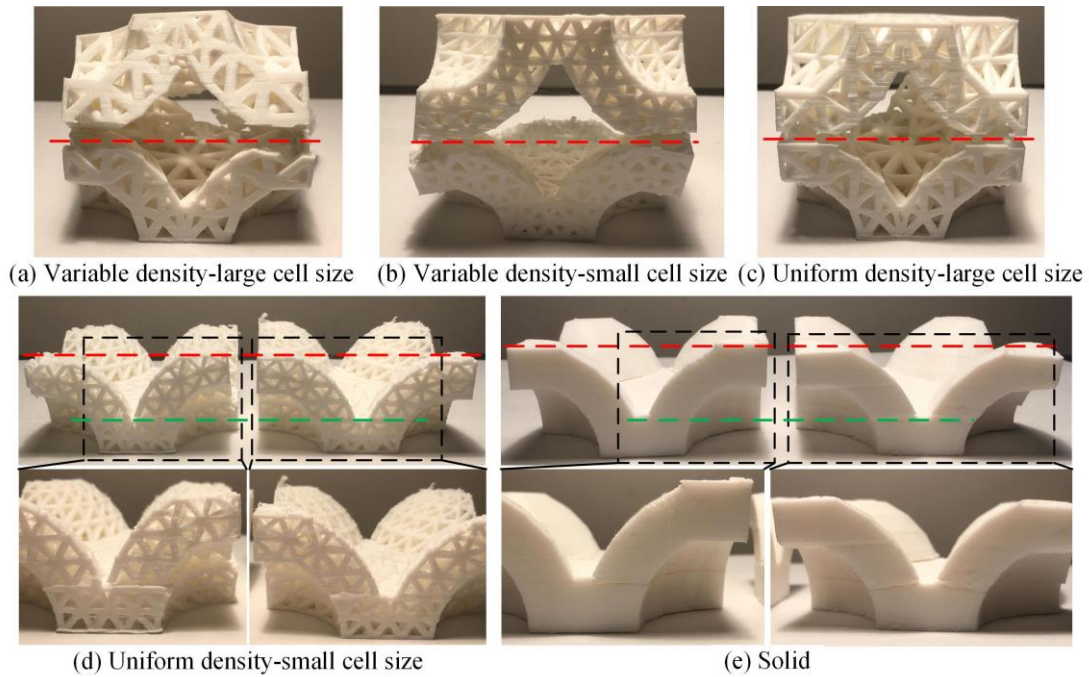 (a) Variable density-large cell size
(b) Variable density-small cell size
(c) Uniform density-large cell size
(d) Uniform density-small cell size
(e) Solid